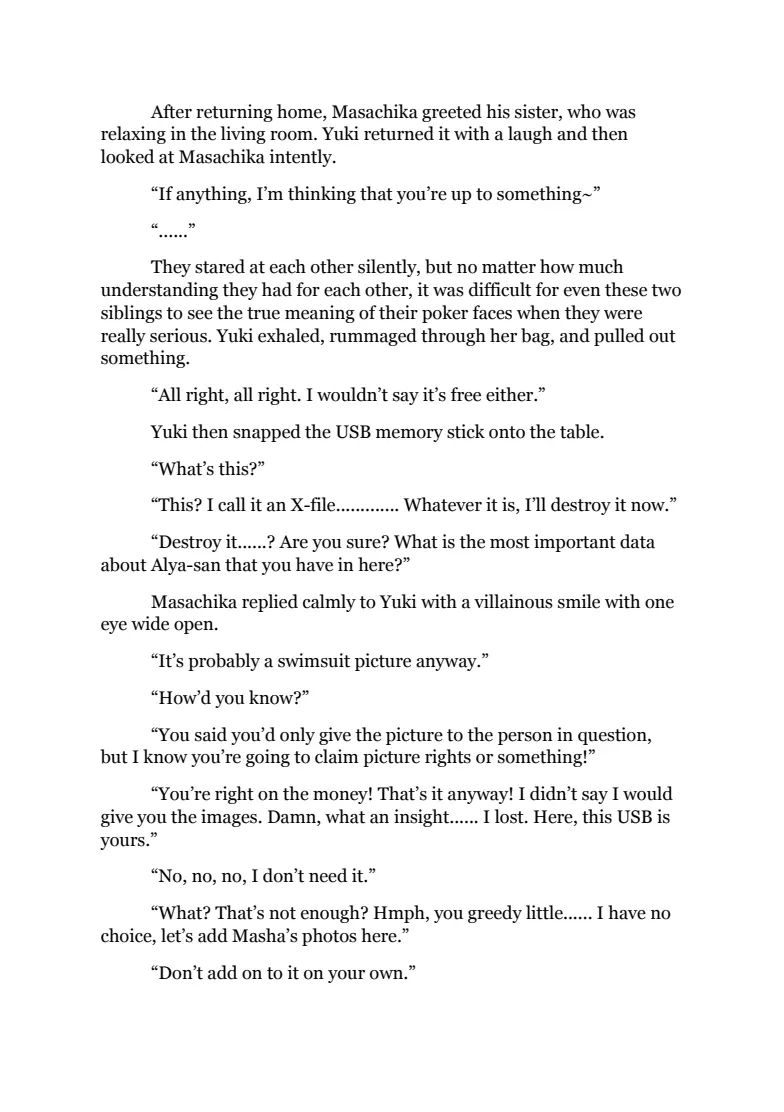 After returning home, Masachika greeted his sister, who was
relaxing in the living room. Yuki returned it with a laugh and then
looked at Masachika intently.
“If anything, I’m thinking that you’re up to something~”
“......”
They stared at each other silently, but no matter how much
understanding they had for each other, it was difficult for even these two
siblings to see the true meaning of their poker faces when they were
really serious. Yuki exhaled, rummaged through her bag, and pulled out
something.
“All right, all right. I wouldn’t say it’s free either.”
Yuki then snapped the USB memory stick onto the table.
“What’s this?”
“This? I call it an X-file............. Whatever it is, I’ll destroy it now.”
“Destroy it......? Are you sure? What is the most important data
about Alya-san that you have in here?”
Masachika replied calmly to Yuki with a villainous smile with one
eye wide open.
“It’s probably a swimsuit picture anyway.”
“How’d you know?”
“You said you’d only give the picture to the person in question,
but I know you’re going to claim picture rights or something!”
“You’re right on the money! That’s it anyway! I didn’t say I would
give you the images. Damn, what an insight...... I lost. Here, this USB is
yours.”
“No, no, no, I don’t need it.”
“What? That’s not enough? Hmph, you greedy little...... I have no
choice, let’s add Masha’s photos here.”
“Don’t add on to it on your own.”